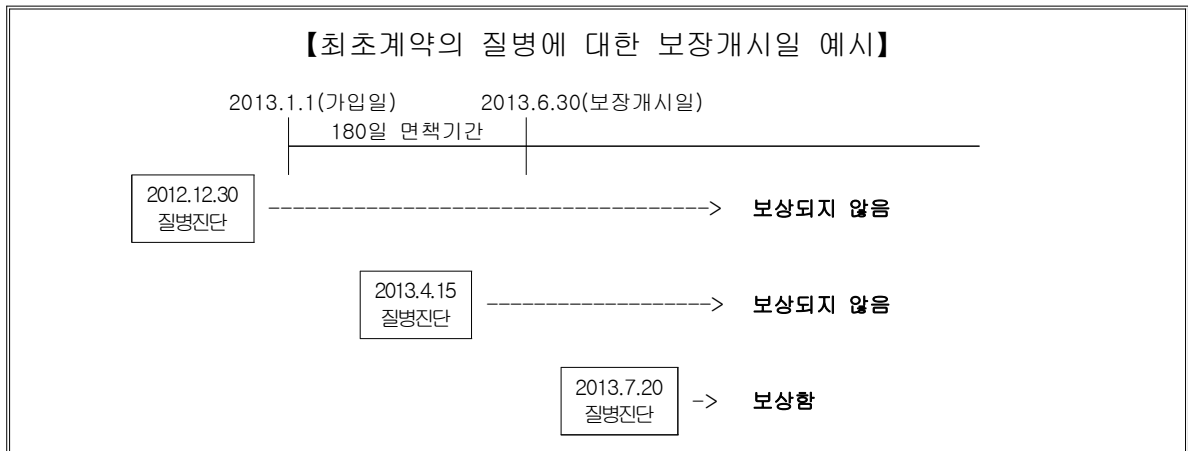 【최초계약의 질병에 대한 보장개시일 예시】
2013.1.1(가입일) 2013.6.30(보장개시일)
180일 면책기간
2012.12.30
질병진단
-------------------------------------> 보상되지 않음
2013.4.15
질병진단
-------------------> 보상되지 않음
2013.7.20
질병진단
-> 보상함